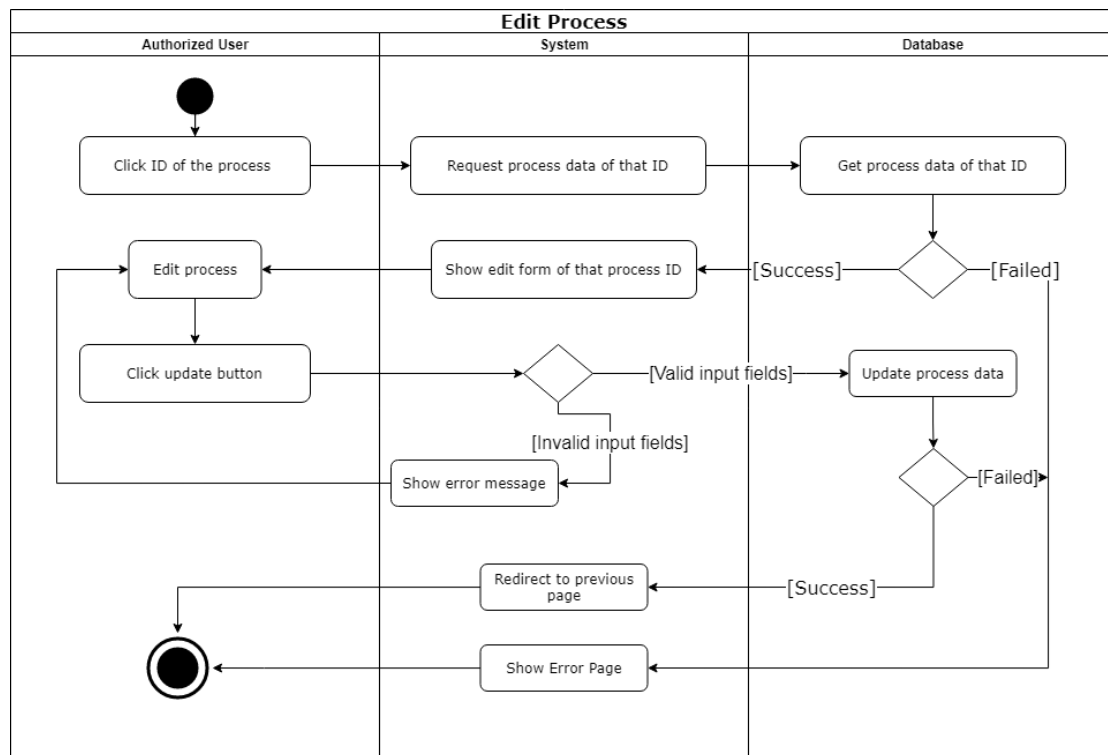 Edit Process
Authorized User
System
Database
Click ID of the process
Request process data of that ID
Get process data of that ID
Edit process
Show edit form of that process ID
[Success]
[Failed]
Click update button
[Valid input fields]
Update process data
[Invalid input fields]
Show error message
[Failed]
Redirect to previous
page
[Success]
Show Error Page